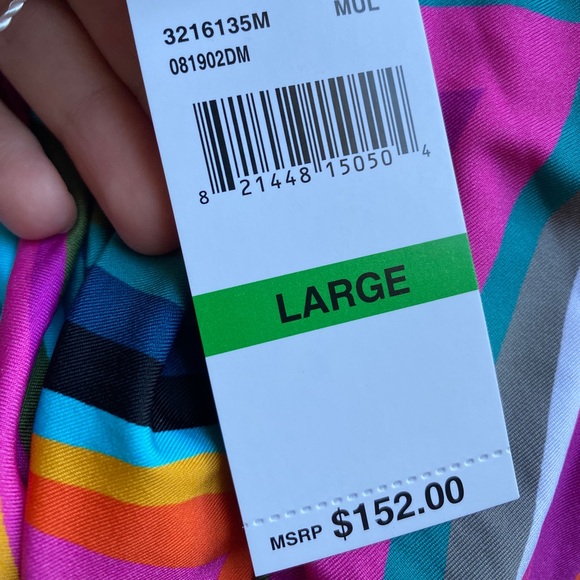 3216135M MUL
081902DM
8 21448 15050 4
LARGE
MSRP $152.00